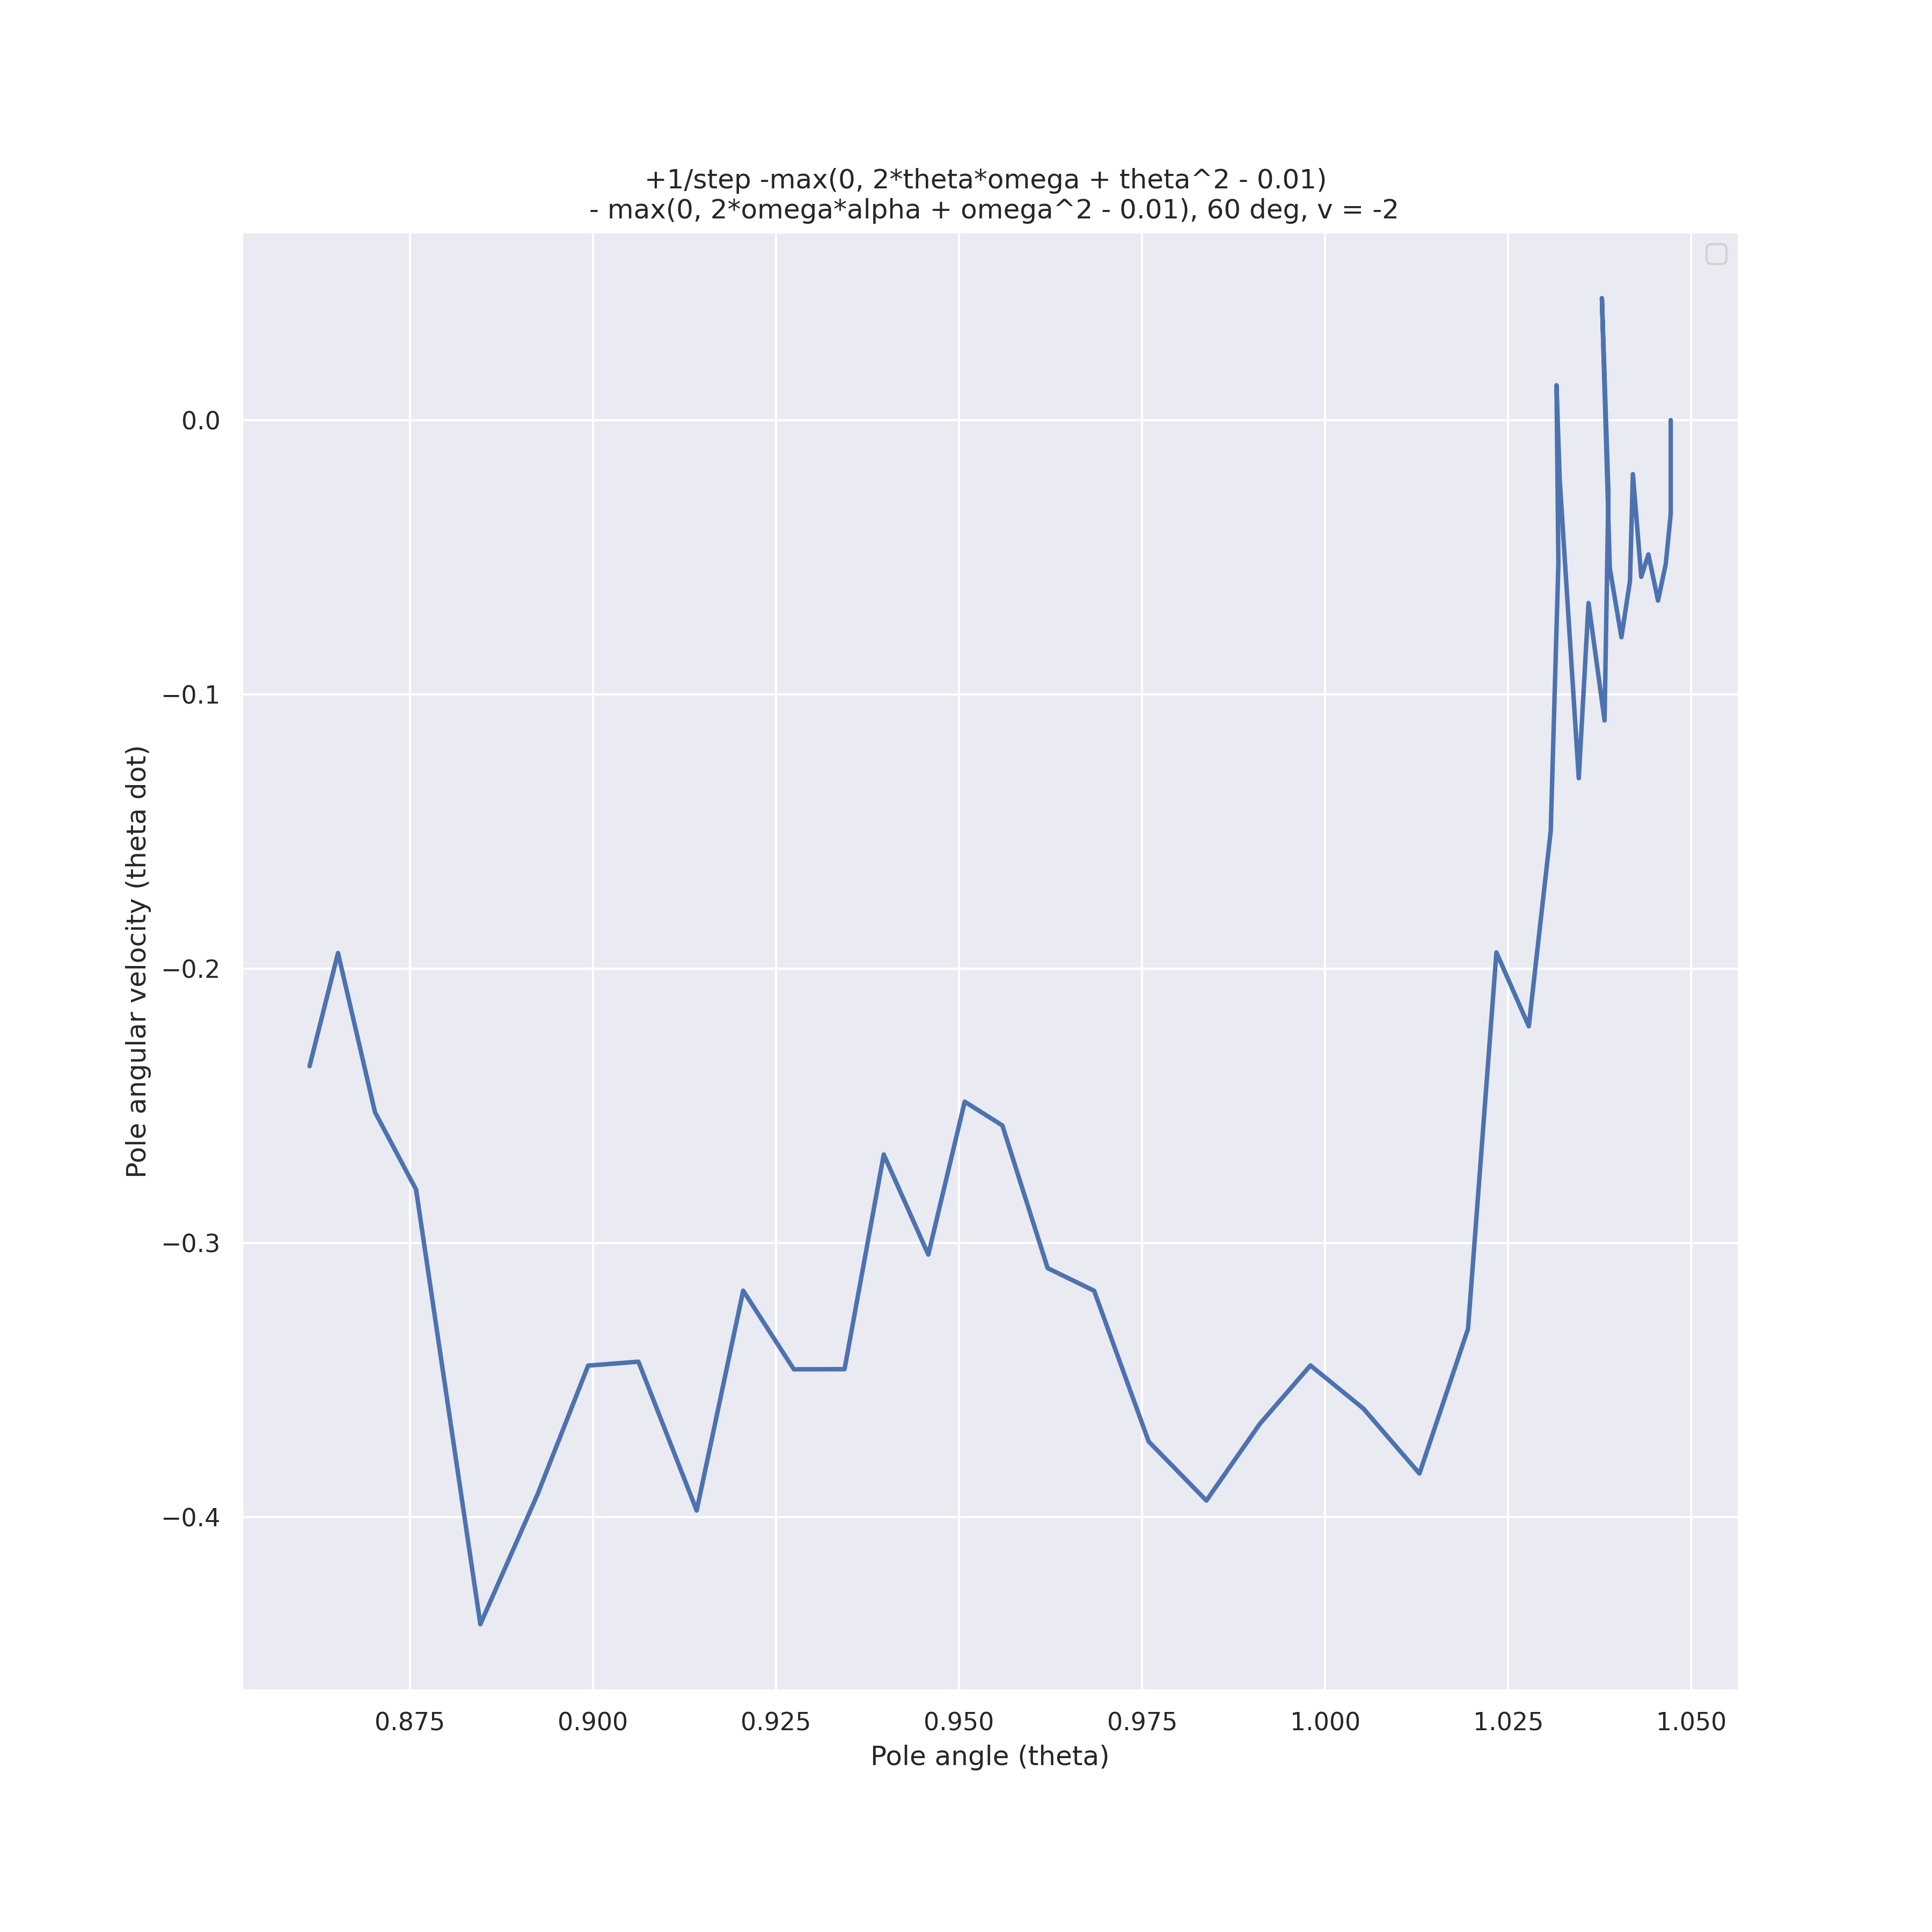 +1/step -max(0, 2*theta*omega + theta^2 - 0.01)
- max(0, 2*omega*alpha + omega^2 - 0.01), 60 deg, v = -2
0.0
−0.1
−0.2
−0.3
−0.4
Pole angular velocity (theta dot)
0.875 0.900 0.925 0.950 0.975 1.000 1.025 1.050
Pole angle (theta)